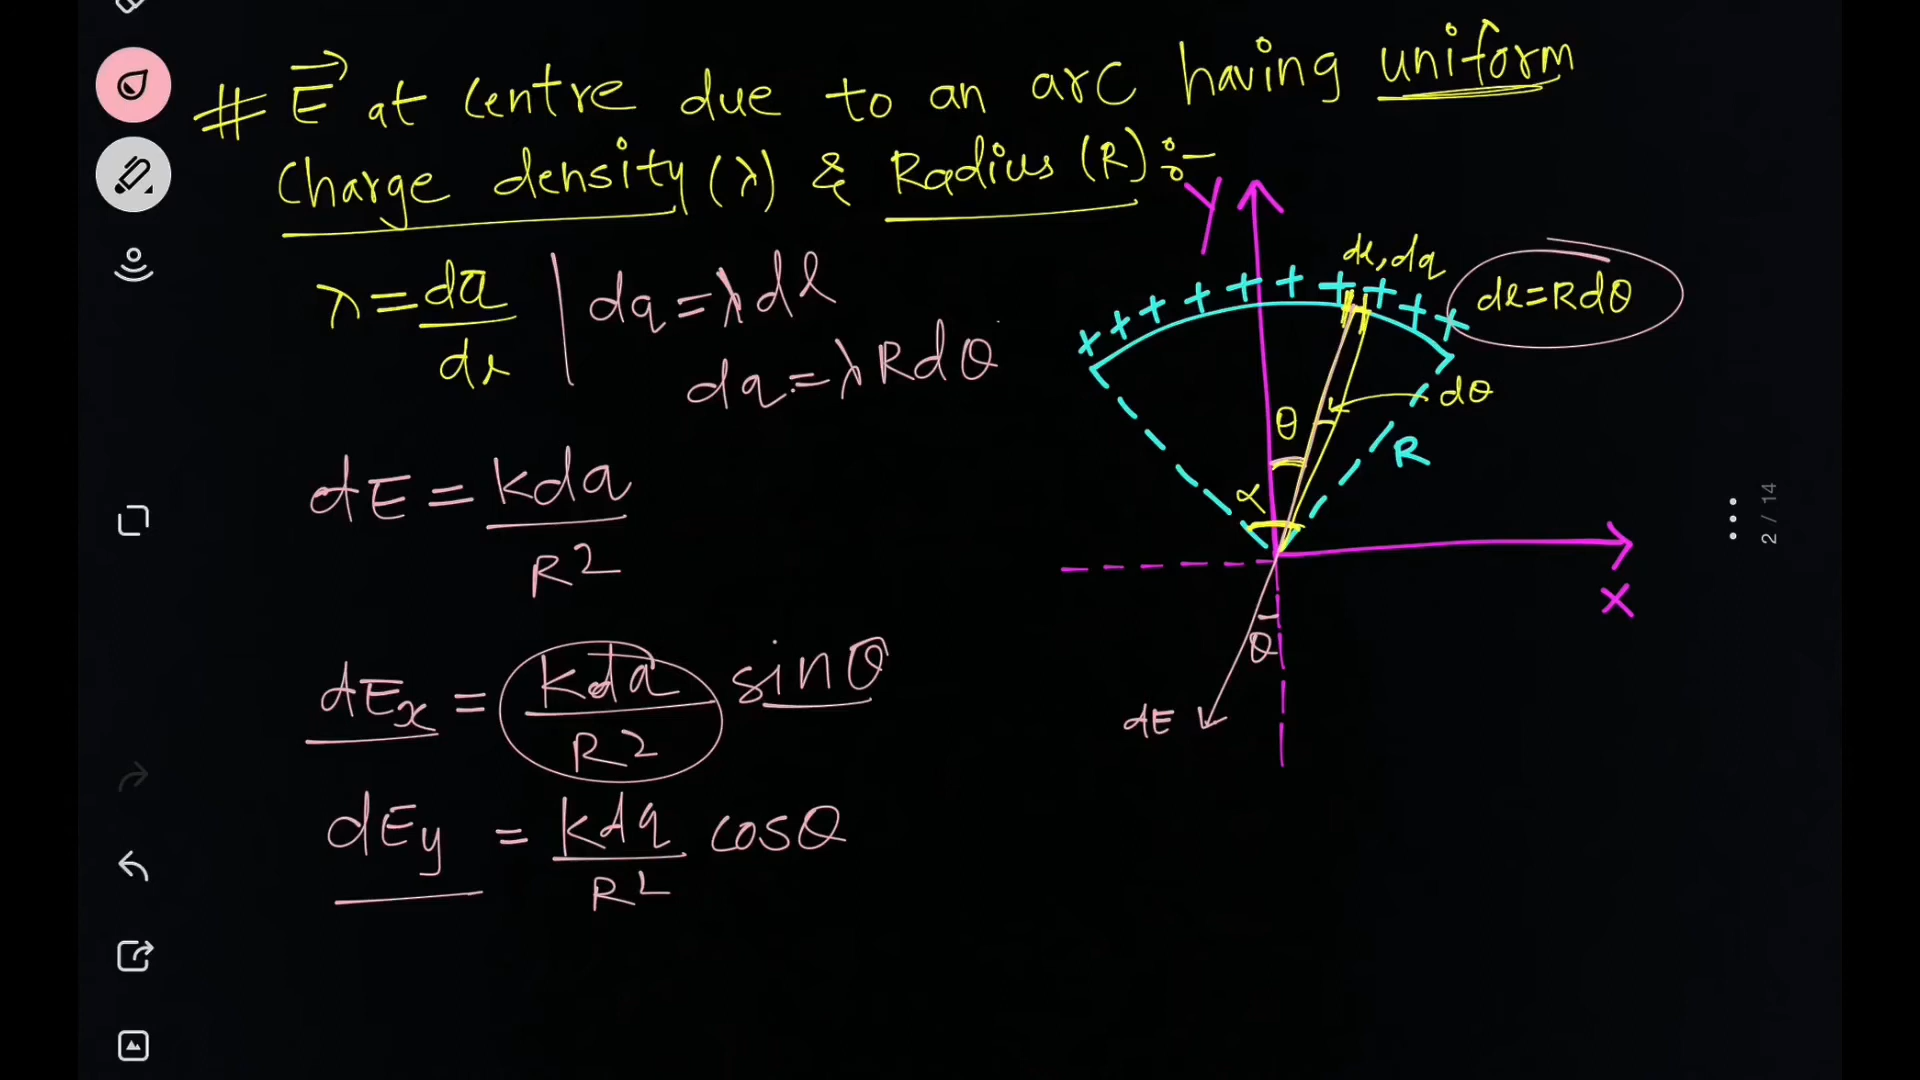 # E⃗ at centre due to an arc having uniform
charge density (λ) & Radius (R) :-
λ = dq/dl | dq = λdl
dq = λRdθ
dE = kdq/R²
dEx = kdq/R² sinθ
dEy = kdq/R² cosθ
Y
dl, dq
dl = Rdθ
+ + + + + + + + + +
dθ
θ
R
α
X
θ
dE
2 / 14